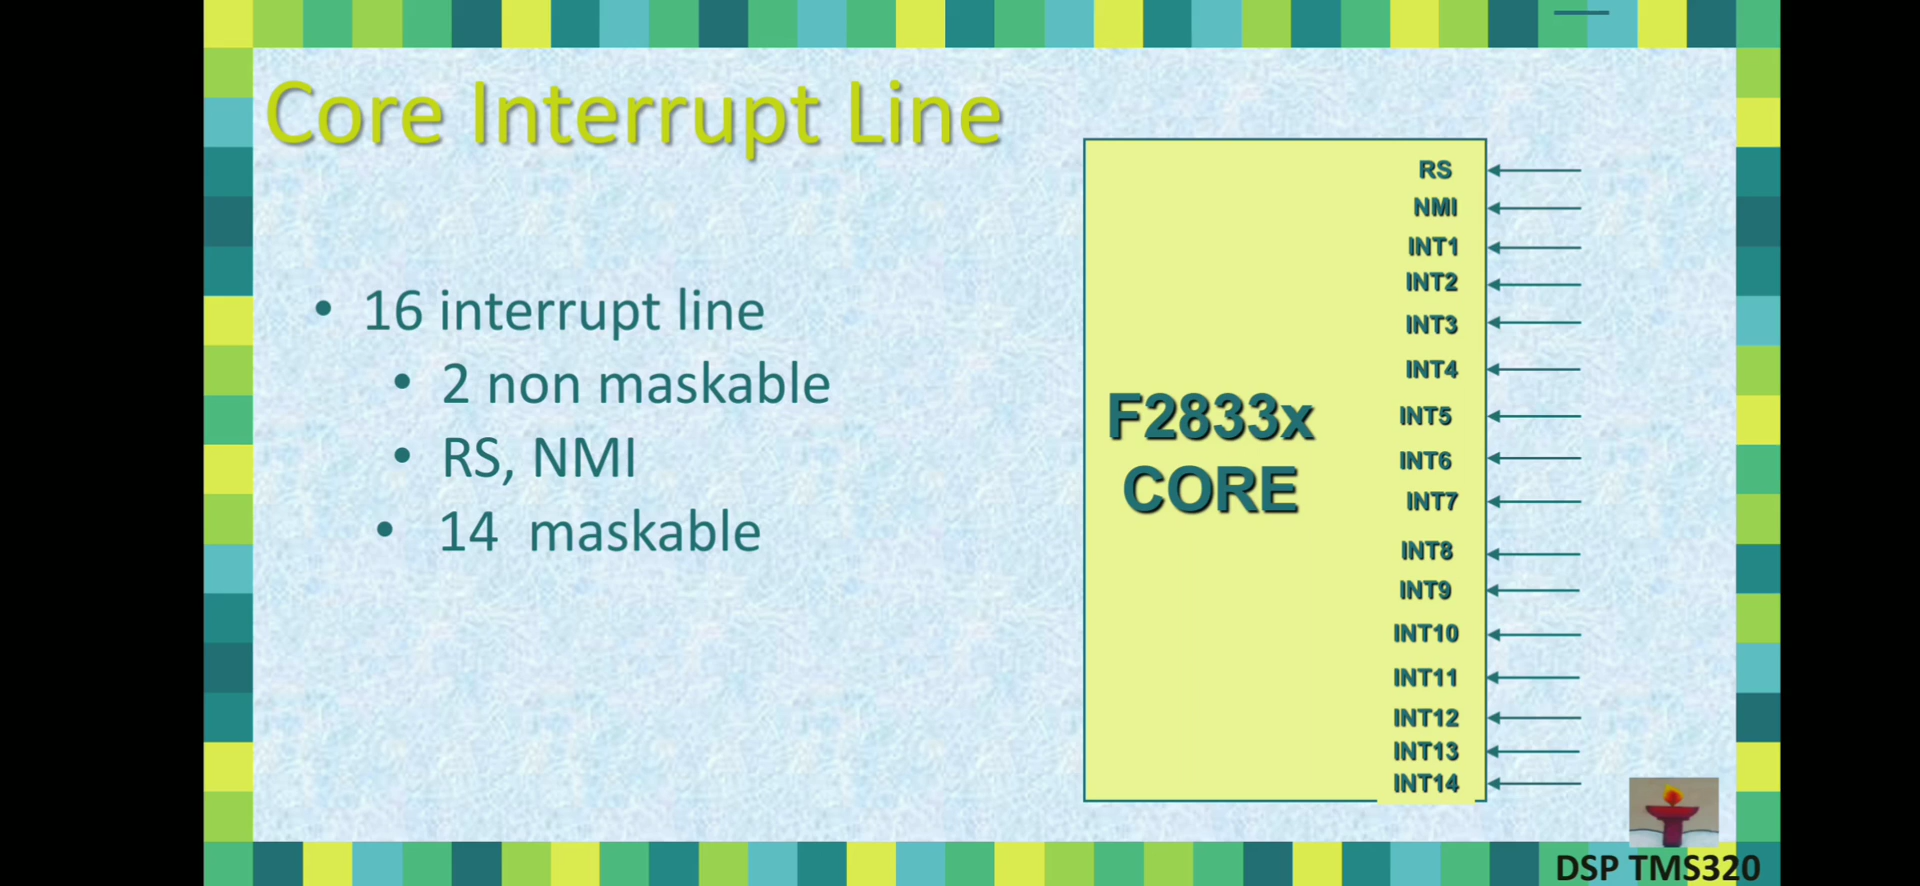 Core Interrupt Line
• 16 interrupt line
• 2 non maskable
• RS, NMI
• 14 maskable
F2833x
CORE
RS
NMI
INT1
INT2
INT3
INT4
INT5
INT6
INT7
INT8
INT9
INT10
INT11
INT12
INT13
INT14
DSP TMS320